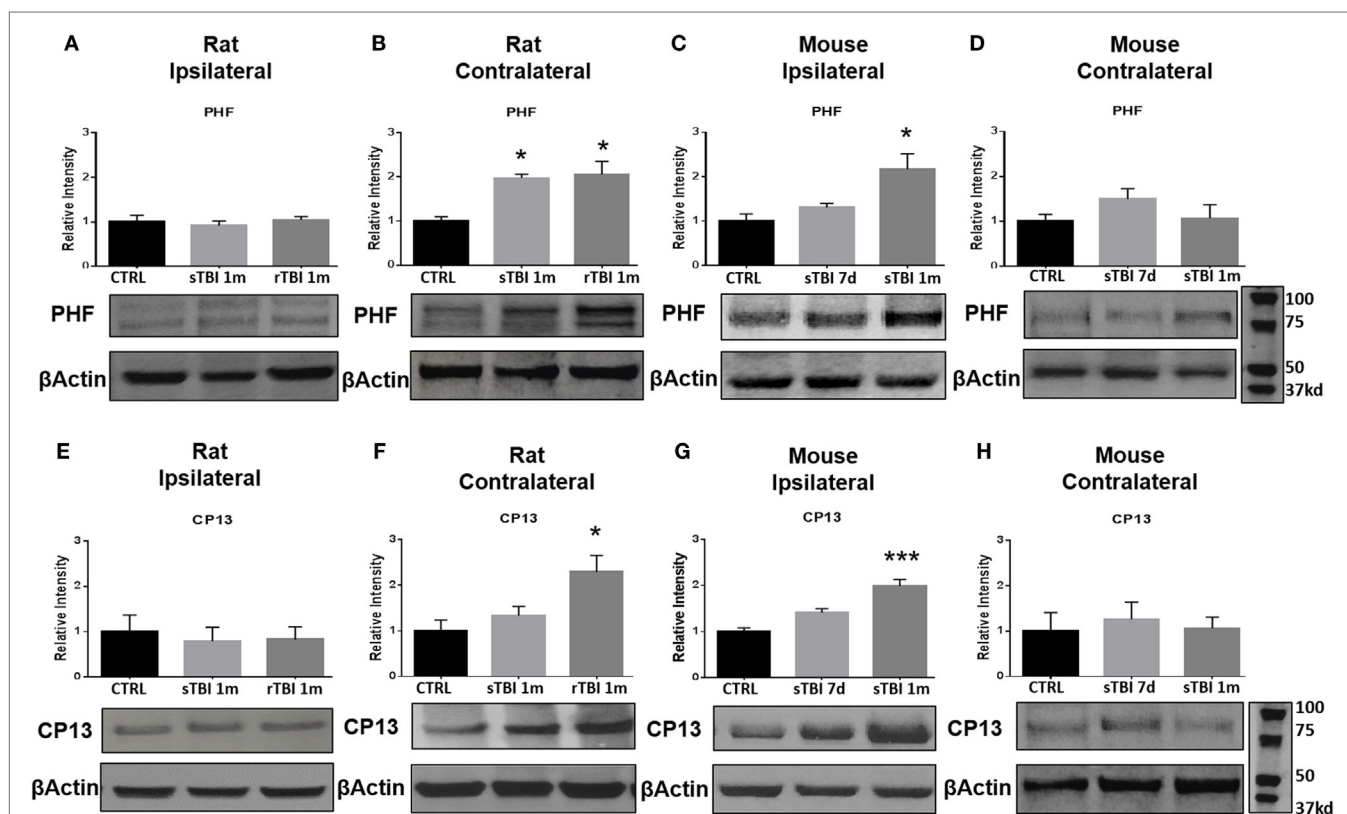 A
Rat
Ipsilateral
PHF
Relative Intensity
3
2
1
0
CTRL sTBI 1m rTBI 1m
PHF
βActin
B
Rat
Contralateral
PHF
Relative Intensity
3
2
1
0
*
*
CTRL sTBI 1m rTBI 1m
PHF
βActin
C
Mouse
Ipsilateral
PHF
Relative Intensity
3
2
1
0
*
CTRL sTBI 7d sTBI 1m
PHF
βActin
D
Mouse
Contralateral
PHF
Relative Intensity
3
2
1
0
CTRL sTBI 7d sTBI 1m
PHF
βActin
100
75
50
37kd
E
Rat
Ipsilateral
CP13
Relative Intensity
3
2
1
0
CTRL sTBI 1m rTBI 1m
CP13
βActin
F
Rat
Contralateral
CP13
Relative Intensity
3
2
1
0
*
CTRL sTBI 1m rTBI 1m
CP13
βActin
G
Mouse
Ipsilateral
CP13
Relative Intensity
3
2
1
0
***
CTRL sTBI 7d sTBI 1m
CP13
βActin
H
Mouse
Contralateral
CP13
Relative Intensity
3
2
1
0
CTRL sTBI 7d sTBI 1m
CP13
βActin
100
75
50
37kd